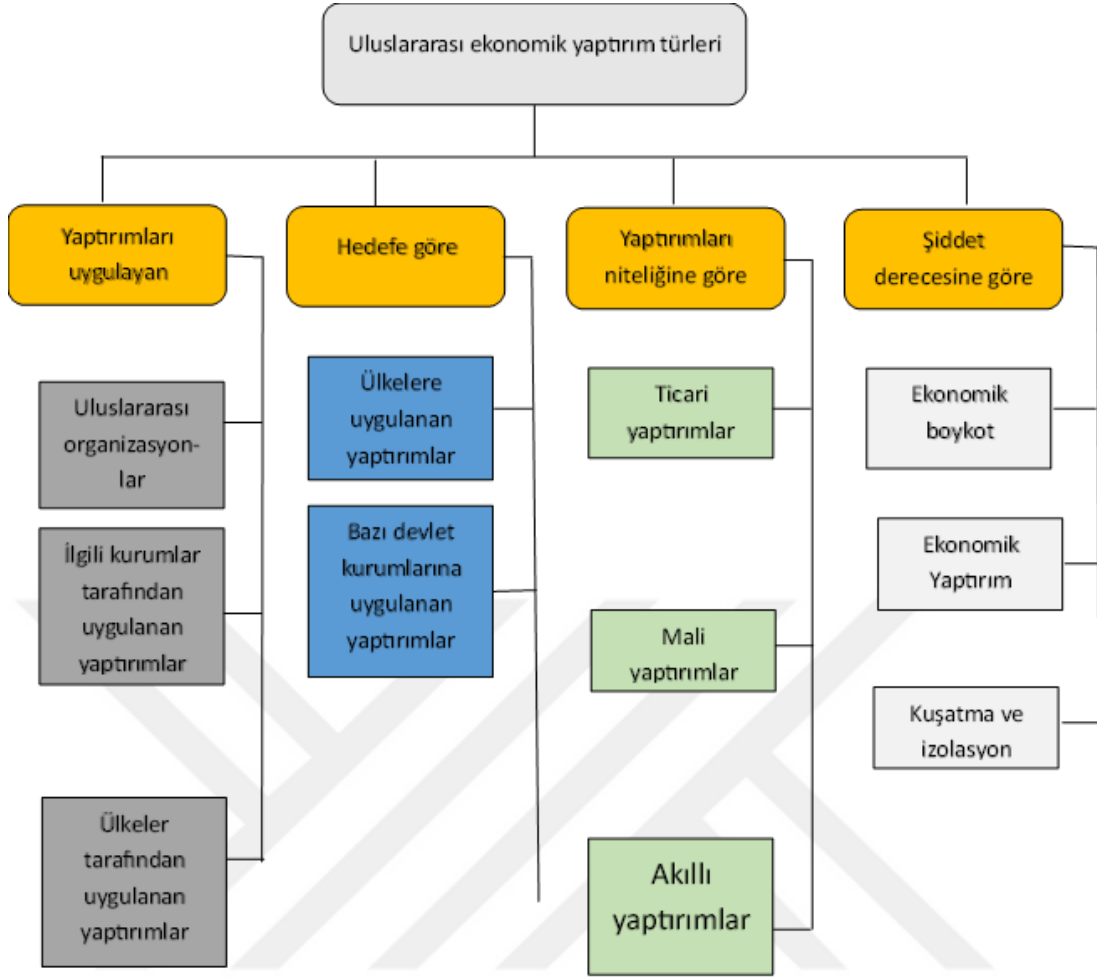 Uluslararası ekonomik yaptırım türleri
Yaptırımları
uygulayan
Uluslararası
organizasyon-
lar
İlgili kurumlar
tarafından
uygulanan
yaptırımlar
Ülkeler
tarafından
uygulanan
yaptırımlar
Hedefe göre
Ülkelere
uygulanan
yaptırımlar
Bazı devlet
kurumlarına
uygulanan
yaptırımlar
Yaptırımları
niteliğine göre
Ticari
yaptırımlar
Mali
yaptırımlar
Akıllı
yaptırımlar
Şiddet
derecesine göre
Ekonomik
boykot
Ekonomik
Yaptırım
Kuşatma ve
izolasyon